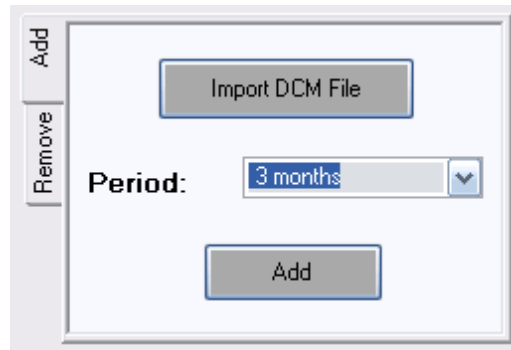 Add
Remove
Import DCM File
Period:
3 months
Add